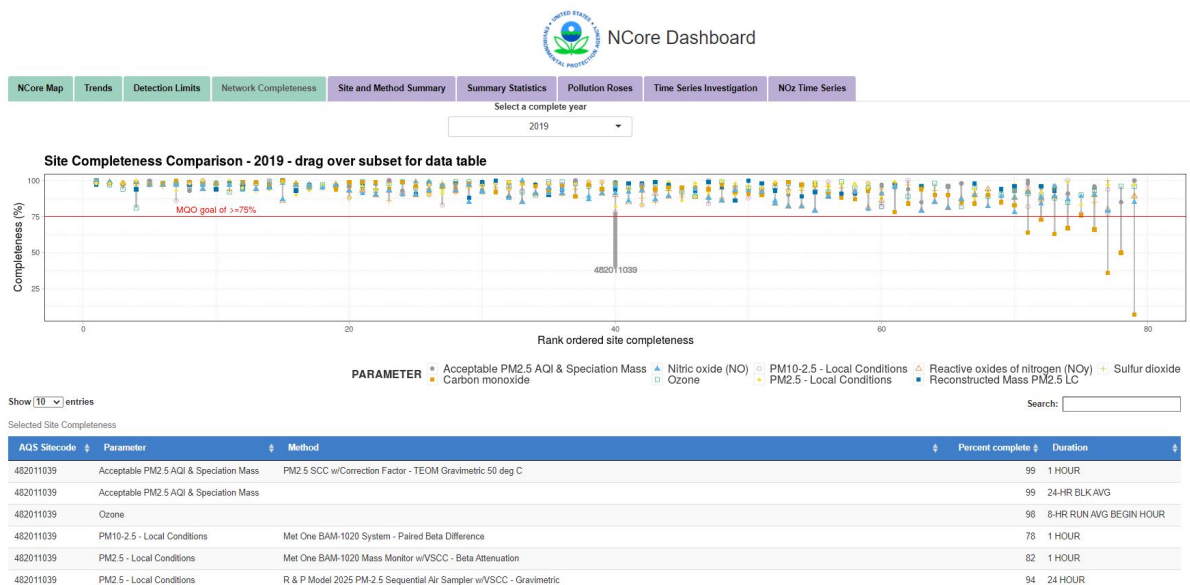 UNITED STATES
ENVIRONMENTAL PROTECTION AGENCY
NCore Dashboard
NCore Map Trends Detection Limits Network Completeness Site and Method Summary Summary Statistics Pollution Roses Time Series Investigation NOz Time Series
Select a complete year
2019
Site Completeness Comparison - 2019 - drag over subset for data table
100
MQO goal of >=75%
75
50
482011039
25
Completeness (%)
0 20 40 60 80
Rank ordered site completeness
PARAMETER Acceptable PM2.5 AQI & Speciation Mass Nitric oxide (NO) PM10-2.5 - Local Conditions Reactive oxides of nitrogen (NOy) Sulfur dioxide
Carbon monoxide Ozone PM2.5 - Local Conditions Reconstructed Mass PM2.5 LC
Show 10 entries Search:
Selected Site Completeness
AQS Sitecode Parameter Method Percent complete Duration
482011039 Acceptable PM2.5 AQI & Speciation Mass PM2.5 SCC w/Correction Factor - TEOM Gravimetric 50 deg C 99 1 HOUR
482011039 Acceptable PM2.5 AQI & Speciation Mass 99 24-HR BLK AVG
482011039 Ozone 98 8-HR RUN AVG BEGIN HOUR
482011039 PM10-2.5 - Local Conditions Met One BAM-1020 System - Paired Beta Difference 78 1 HOUR
482011039 PM2.5 - Local Conditions Met One BAM-1020 Mass Monitor w/VSCC - Beta Attenuation 82 1 HOUR
482011039 PM2.5 - Local Conditions R & P Model 2025 PM-2.5 Sequential Air Sampler w/VSCC - Gravimetric 94 24 HOUR